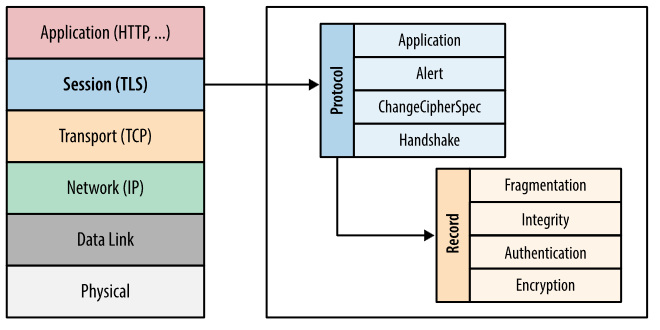 Application (HTTP, ...)
Session (TLS)
Transport (TCP)
Network (IP)
Data Link
Physical
Protocol
Application
Alert
ChangeCipherSpec
Handshake
Record
Fragmentation
Integrity
Authentication
Encryption